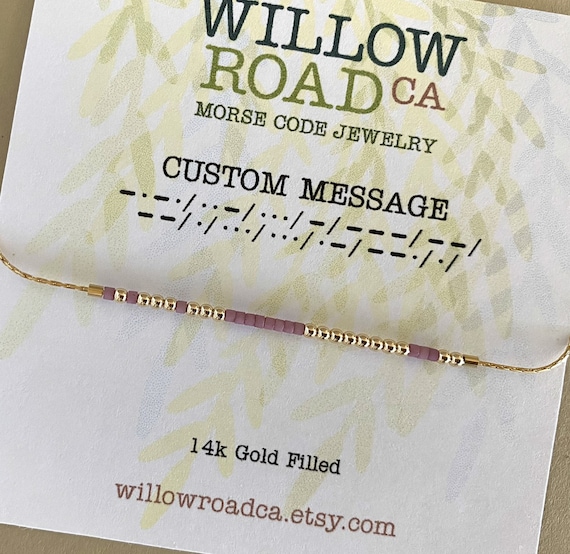 WILLOW
ROAD CA
MORSE CODE JEWELRY
CUSTOM MESSAGE
–·–·/··–/···/–/–––/––/
––/·/···/···/·–/––·/·/
14k Gold Filled
willowroadca.etsy.com